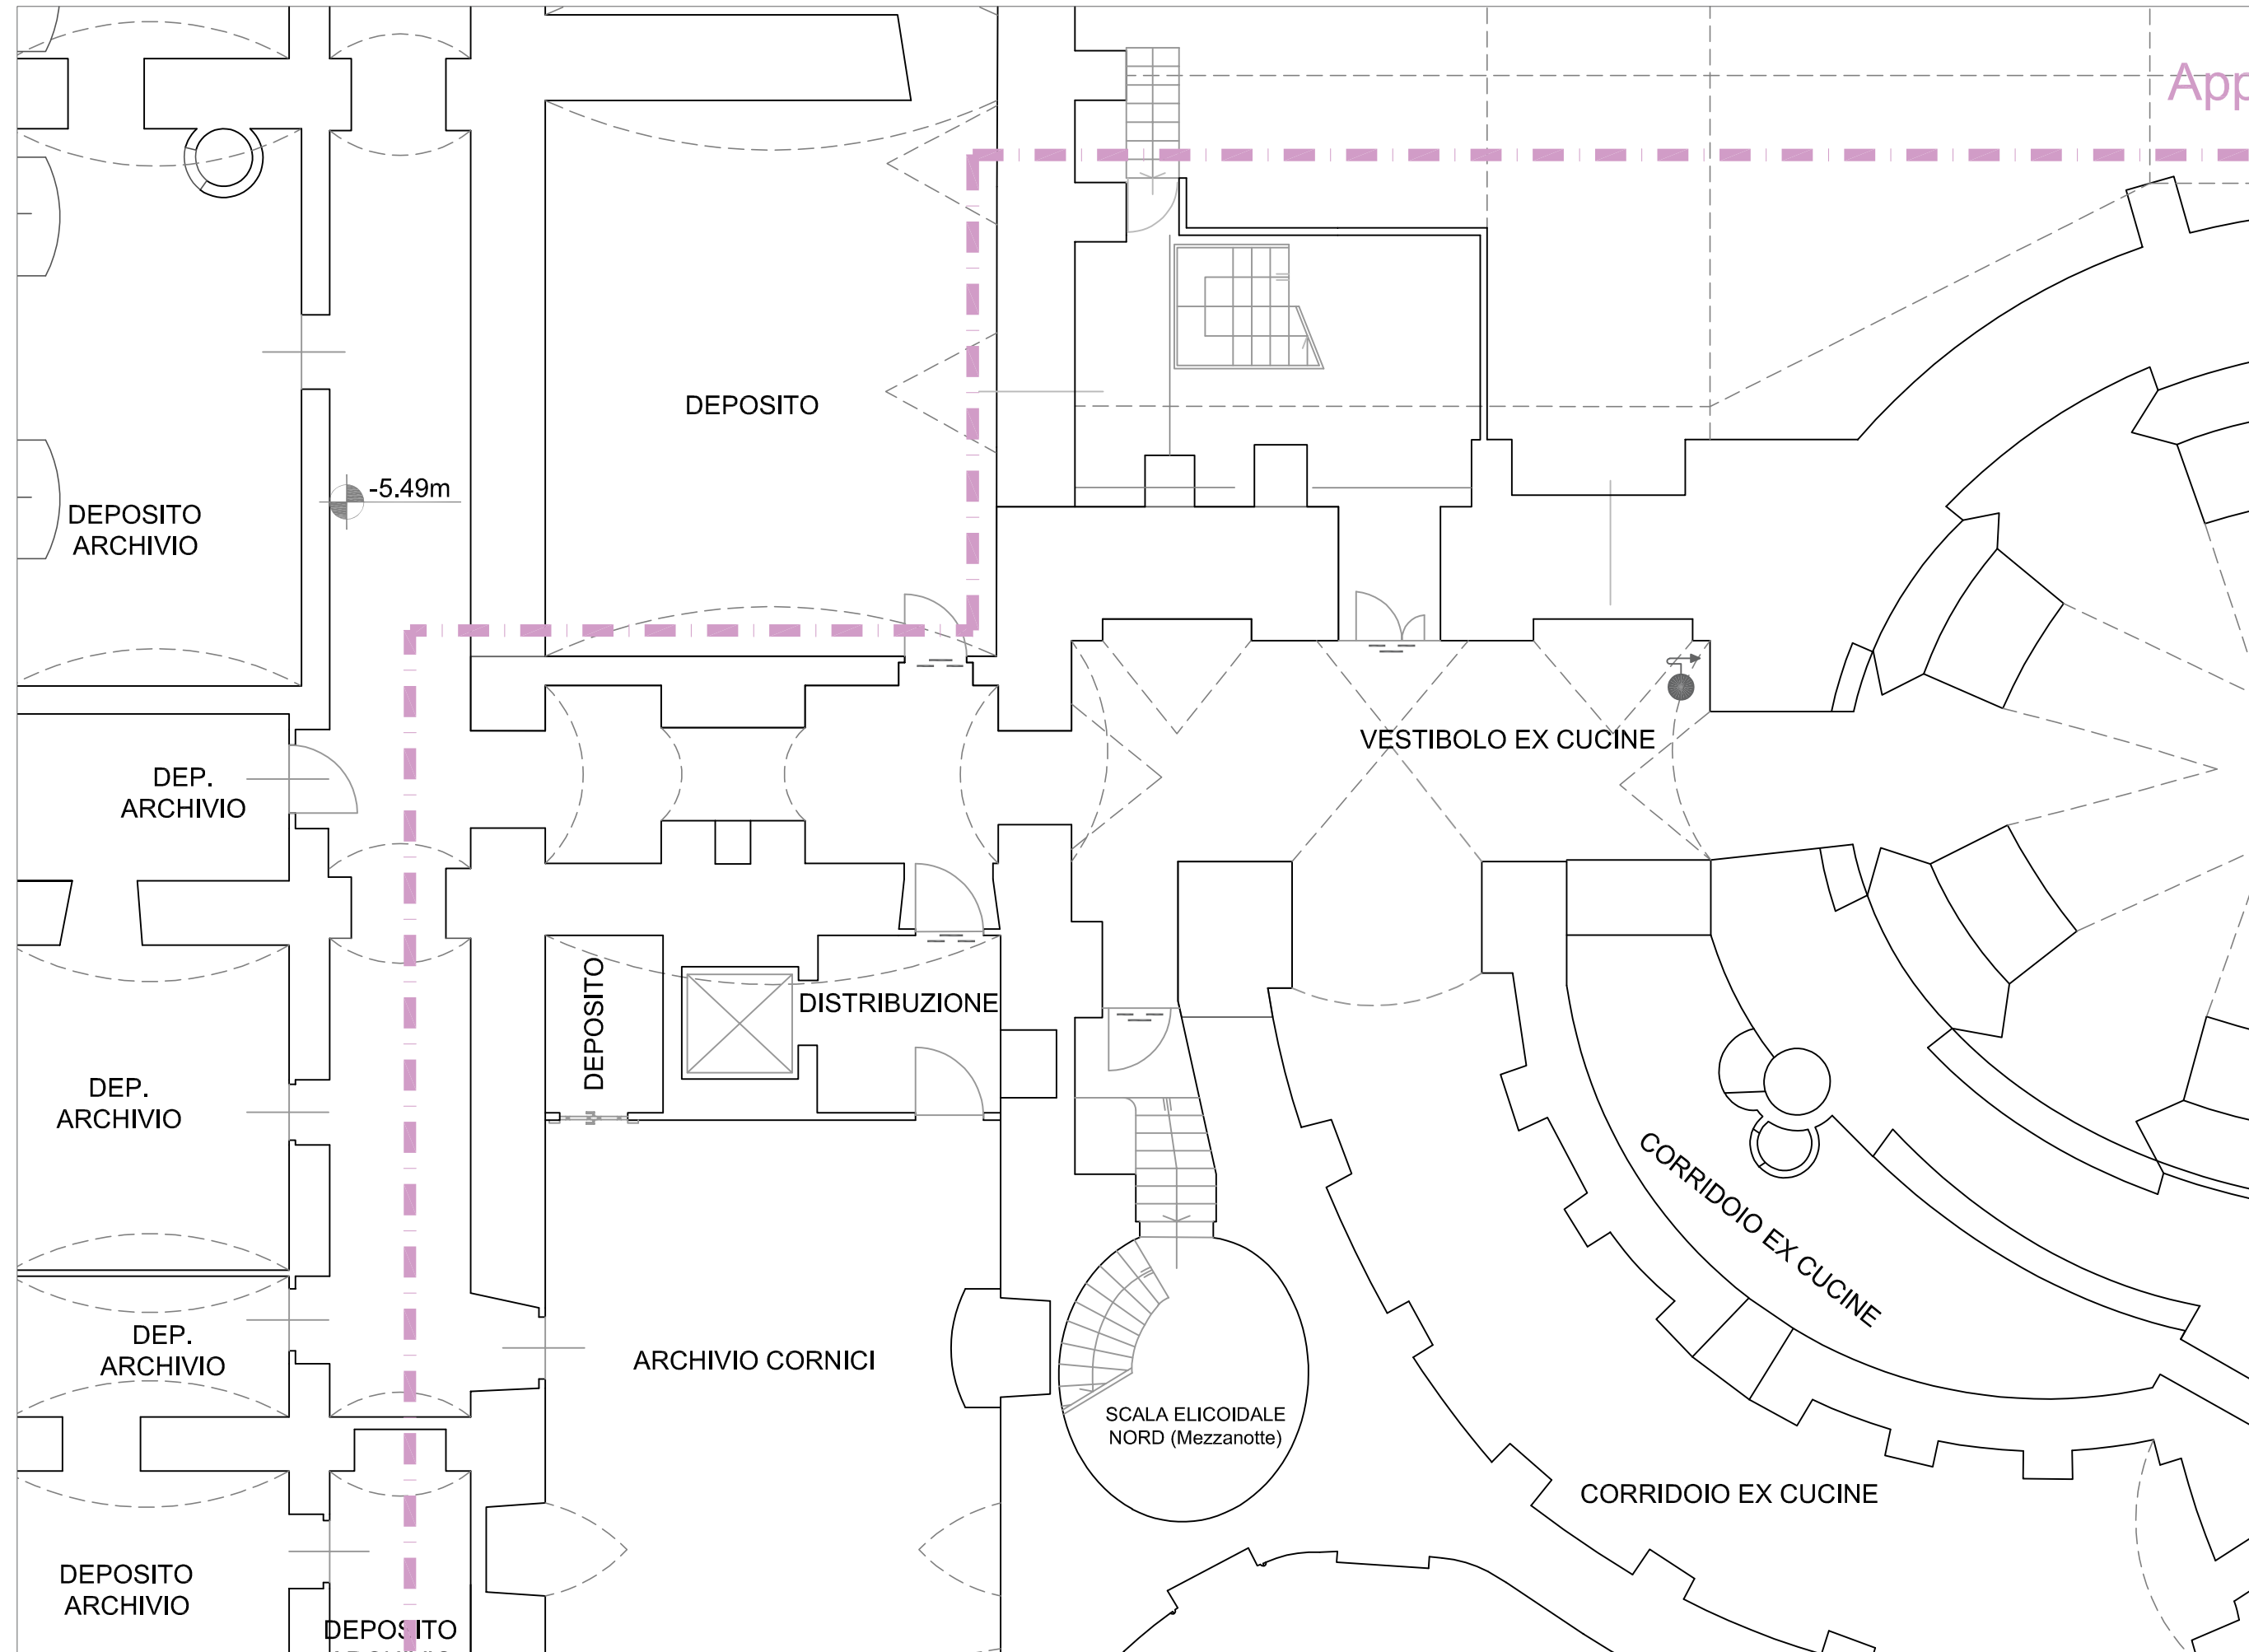 App
DEPOSITO
-5.49m
DEPOSITO
ARCHIVIO
VESTIBOLO EX CUCINE
DEP.
ARCHIVIO
DEPOSITO
DISTRIBUZIONE
DEP.
ARCHIVIO
CORRIDOIO EX CUCINE
DEP.
ARCHIVIO
ARCHIVIO CORNICI
SCALA ELICOIDALE
NORD (Mezzanotte)
CORRIDOIO EX CUCINE
DEPOSITO
ARCHIVIO
DEPOSITO